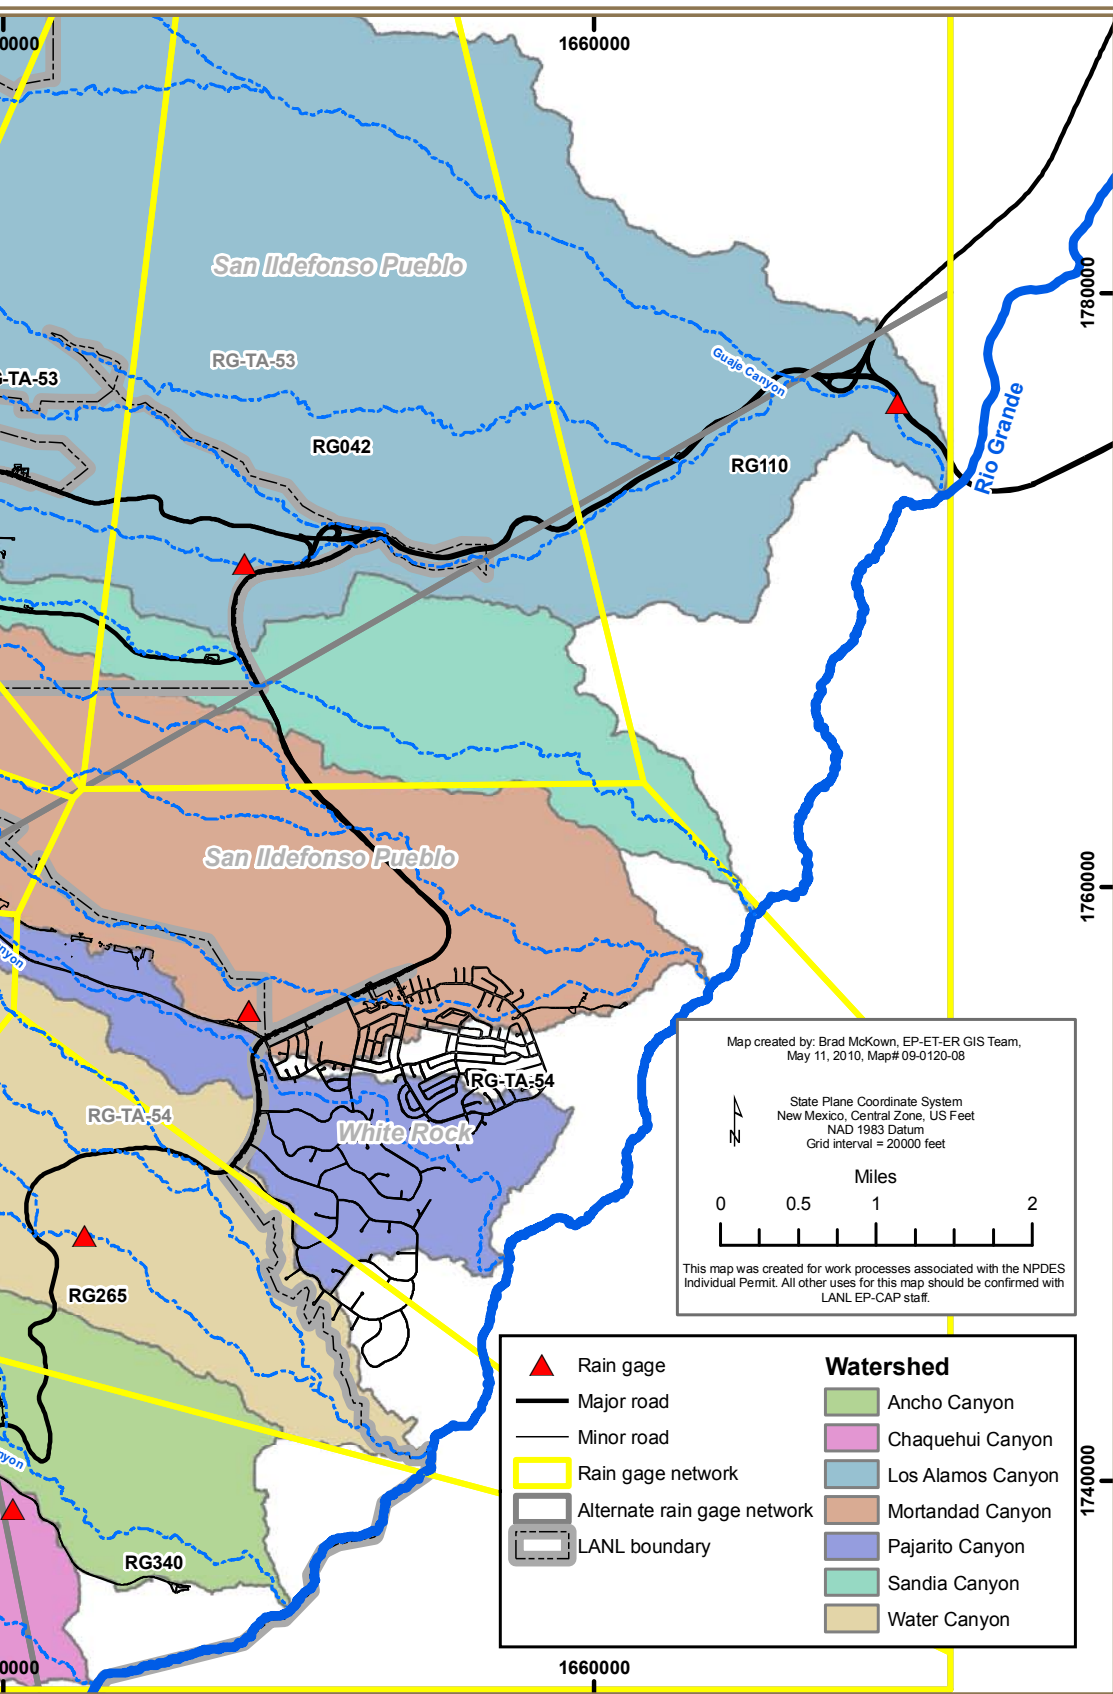 0000
1660000
San Ildefonso Pueblo
1780000
RG-TA-53
-TA-53
Guaje Canyon
Rio Grande
RG042
RG110
San Ildefonso Pueblo
1760000
nyon
RG-TA-54
RG-TA-54
White Rock
RG265
nyon
RG340
1740000
0000
1660000
Map created by: Brad McKown, EP-ET-ER GIS Team,
May 11, 2010, Map# 09-0120-08
State Plane Coordinate System
New Mexico, Central Zone, US Feet
NAD 1983 Datum
Grid interval = 20000 feet
N
Miles
0 0.5 1 2
This map was created for work processes associated with the NPDES
Individual Permit. All other uses for this map should be confirmed with
LANL EP-CAP staff.
Rain gage
Major road
Minor road
Rain gage network
Alternate rain gage network
LANL boundary
Watershed
Ancho Canyon
Chaquehui Canyon
Los Alamos Canyon
Mortandad Canyon
Pajarito Canyon
Sandia Canyon
Water Canyon